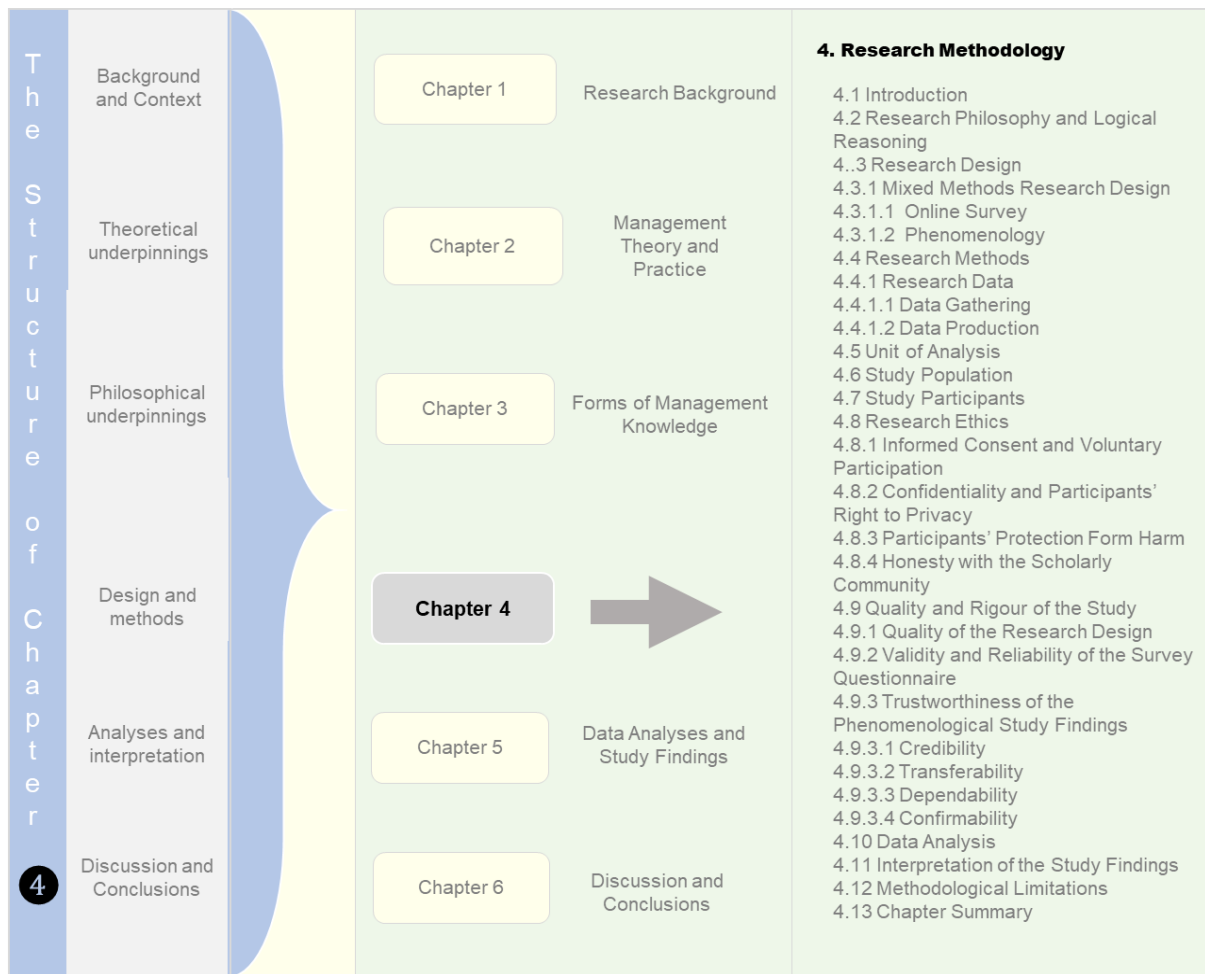 The Structure of Chapter
4
Background
and Context
Theoretical
underpinnings
Philosophical
underpinnings
Design and
methods
Analyses and
interpretation
Discussion and
Conclusions
Chapter 1
Research Background
Chapter 2
Management
Theory and
Practice
Chapter 3
Forms of Management
Knowledge
Chapter 4
Chapter 5
Data Analyses and
Study Findings
Chapter 6
Discussion and
Conclusions
4. Research Methodology
4.1 Introduction
4.2 Research Philosophy and Logical
Reasoning
4..3 Research Design
4.3.1 Mixed Methods Research Design
4.3.1.1 Online Survey
4.3.1.2 Phenomenology
4.4 Research Methods
4.4.1 Research Data
4.4.1.1 Data Gathering
4.4.1.2 Data Production
4.5 Unit of Analysis
4.6 Study Population
4.7 Study Participants
4.8 Research Ethics
4.8.1 Informed Consent and Voluntary
Participation
4.8.2 Confidentiality and Participants’
Right to Privacy
4.8.3 Participants’ Protection Form Harm
4.8.4 Honesty with the Scholarly
Community
4.9 Quality and Rigour of the Study
4.9.1 Quality of the Research Design
4.9.2 Validity and Reliability of the Survey
Questionnaire
4.9.3 Trustworthiness of the
Phenomenological Study Findings
4.9.3.1 Credibility
4.9.3.2 Transferability
4.9.3.3 Dependability
4.9.3.4 Confirmability
4.10 Data Analysis
4.11 Interpretation of the Study Findings
4.12 Methodological Limitations
4.13 Chapter Summary